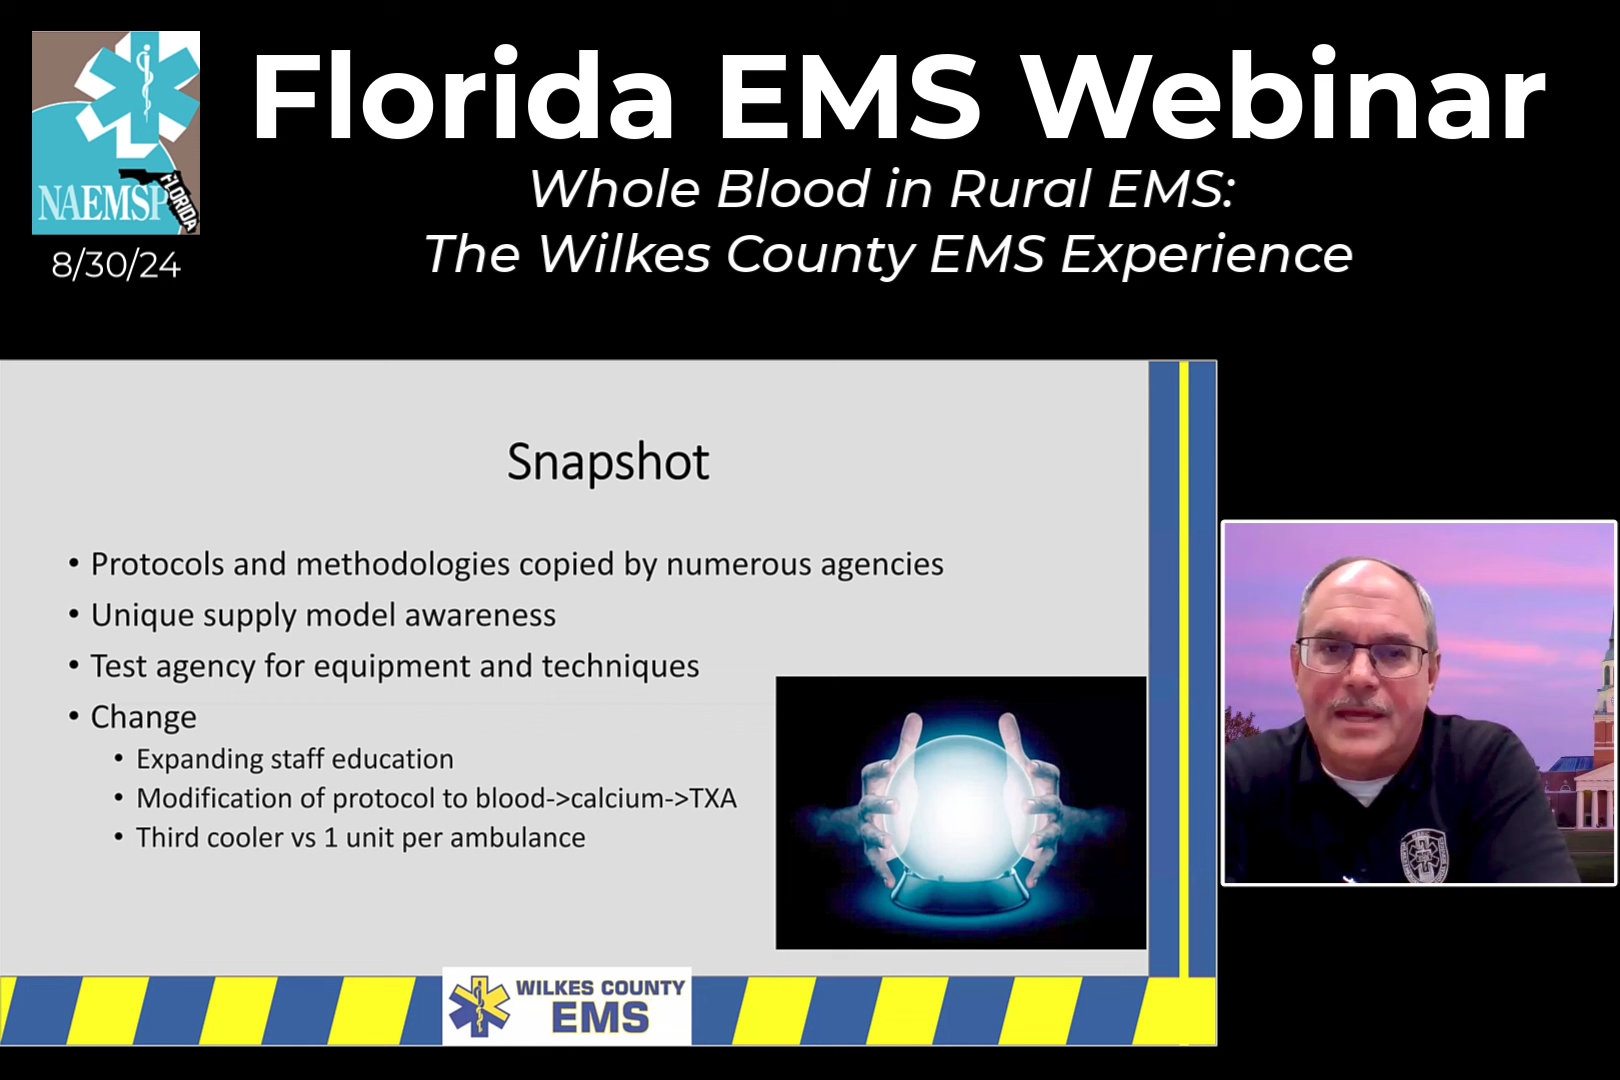 Florida EMS Webinar
Whole Blood in Rural EMS:
The Wilkes County EMS Experience
NAEMSP
FLORIDA
8/30/24
Snapshot
• Protocols and methodologies copied by numerous agencies
• Unique supply model awareness
• Test agency for equipment and techniques
• Change
• Expanding staff education
• Modification of protocol to blood->calcium->TXA
• Third cooler vs 1 unit per ambulance
WILKES COUNTY
EMS